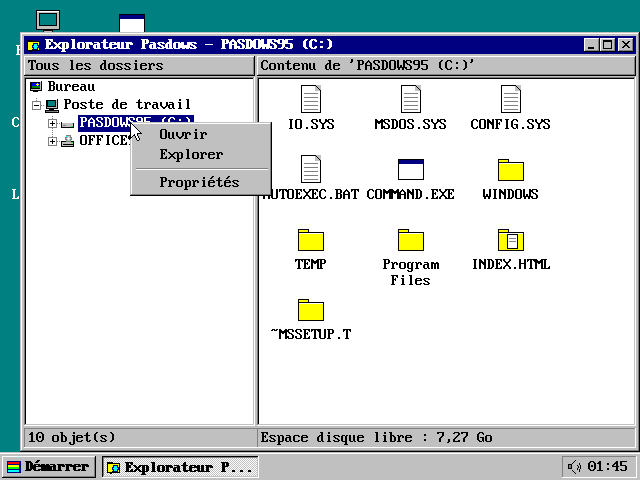 Explorateur Pasdows - PASDOWS95 (C:)
Tous les dossiers
Contenu de 'PASDOWS95 (C:)'
Bureau
Poste de travail
PASDOWS95 (C:)
OFFICE
Ouvrir
Explorer
Propriétés
IO.SYS
MSDOS.SYS
CONFIG.SYS
AUTOEXEC.BAT
COMMAND.EXE
WINDOWS
TEMP
Program
Files
INDEX.HTML
~MSSETUP.T
10 objet(s)
Espace disque libre : 7,27 Go
Démarrer
Explorateur P...
01:45